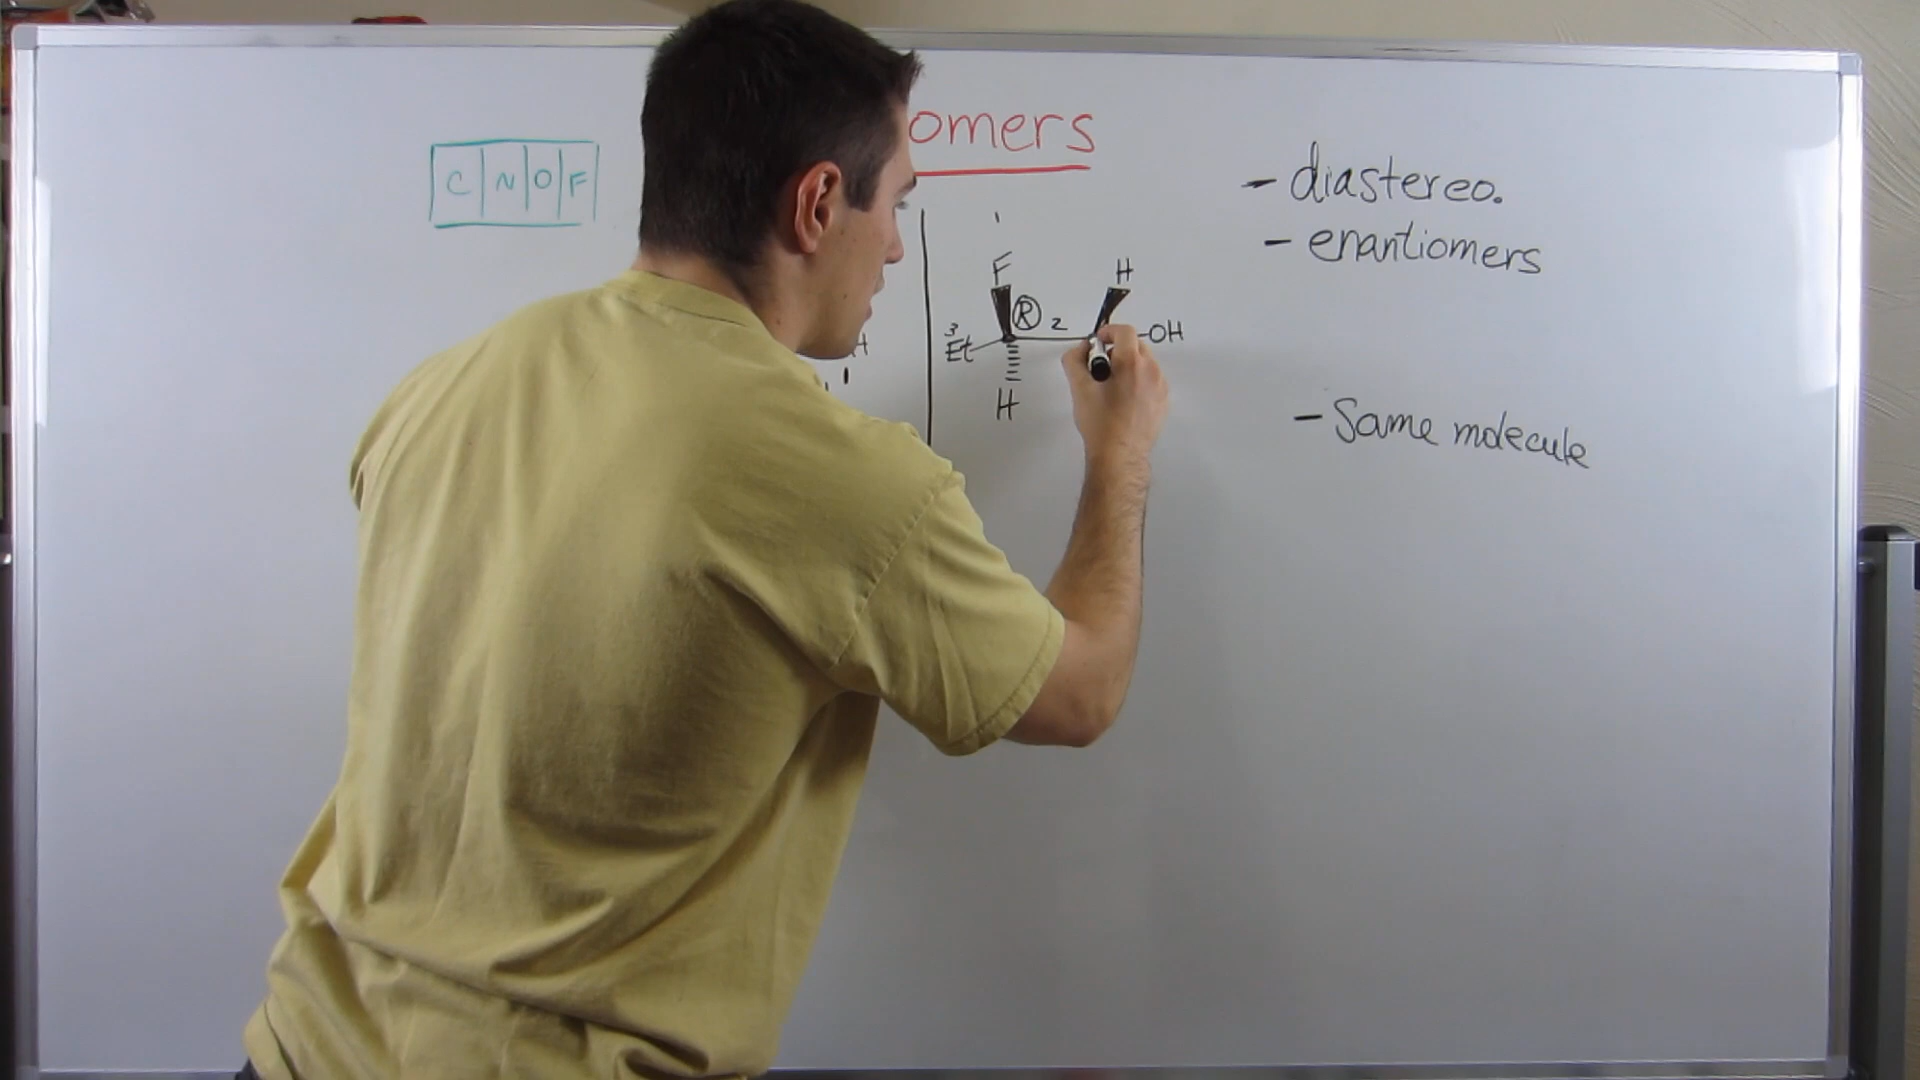 omers
C N O F
- diastereo.
- enantiomers
F H
R 2
3
Et OH
H
H
- Same molecule